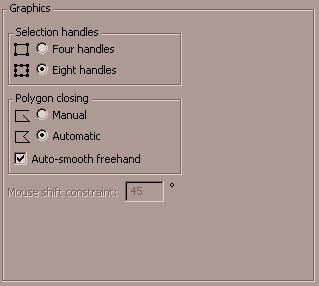 Graphics
Selection handles
Four handles
Eight handles
Polygon closing
Manual
Automatic
Auto-smooth freehand
Mouse shift constraint: 45 °